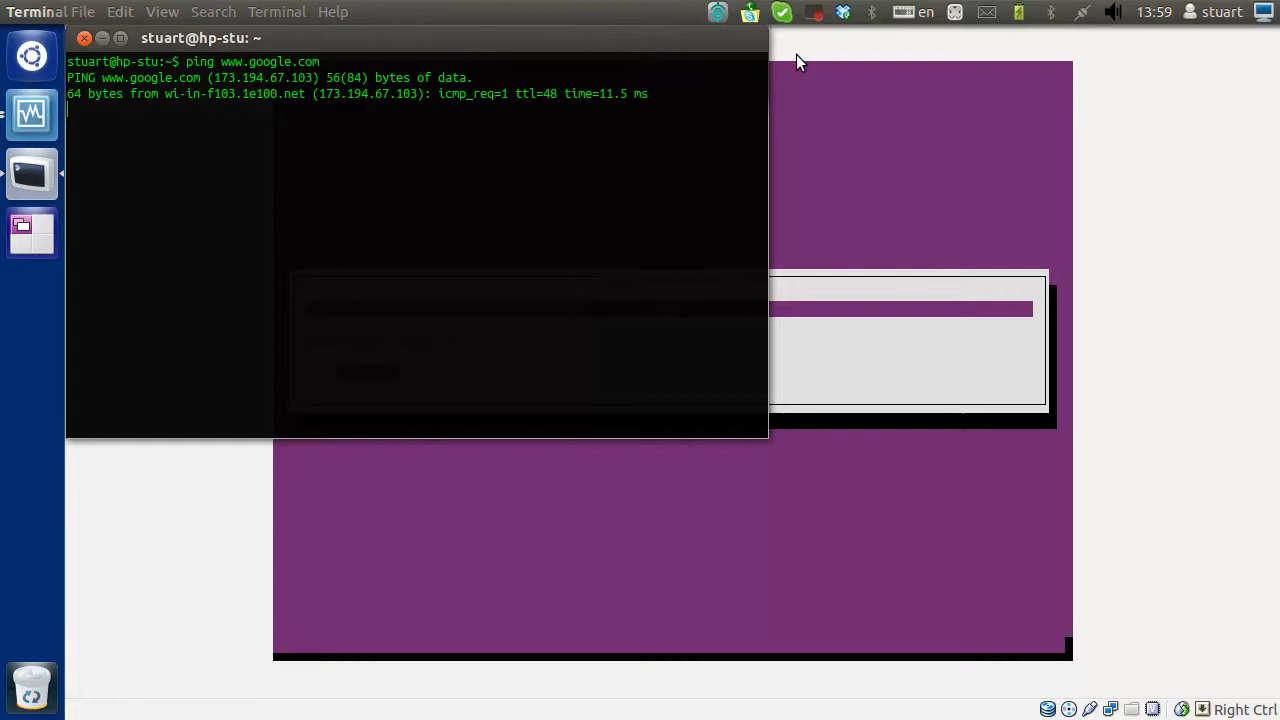 Terminal File Edit View Search Terminal Help en 13:59 stuart
stuart@hp-stu: ~
stuart@hp-stu:~$ ping www.google.com
PING www.google.com (173.194.67.103) 56(84) bytes of data.
64 bytes from wi-in-f103.1e100.net (173.194.67.103): icmp_req=1 ttl=48 time=11.5 ms
Right Ctrl